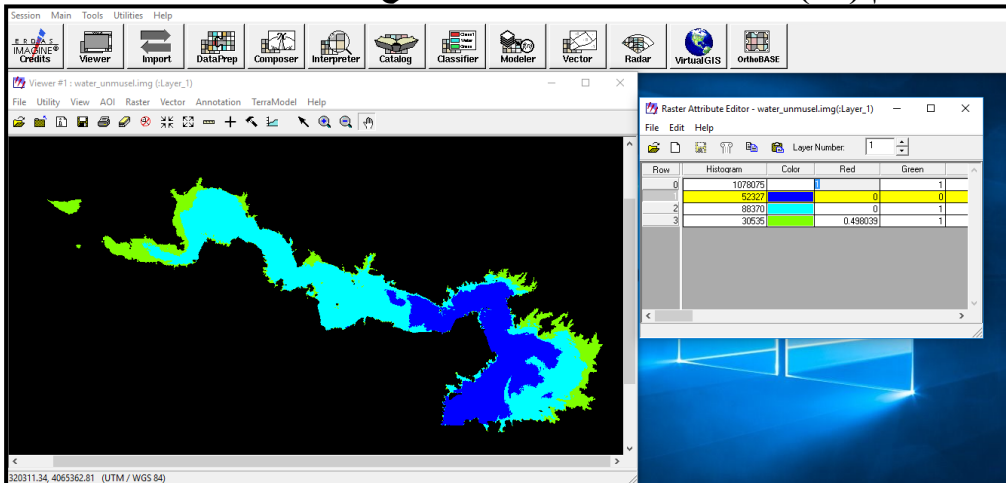 Session Main Tools Utilities Help
ERDAS
IMAGINE®
Credits Viewer Import DataPrep Composer Interpreter Catalog Classifier Modeler Vector Radar VirtualGIS OrthoBASE
Viewer #1 : water_unmusel.img (:Layer_1)
File Utility View AOI Raster Vector Annotation TerraModel Help
320311.34, 4065362.81 (UTM / WGS 84)
Raster Attribute Editor - water_unmusel.img(:Layer_1)
File Edit Help
Layer Number: 1
Row Histogram Color Red Green
0 1078075 1 1
1 52327 0 0
2 88370 0 1
3 30535 0.498039 1